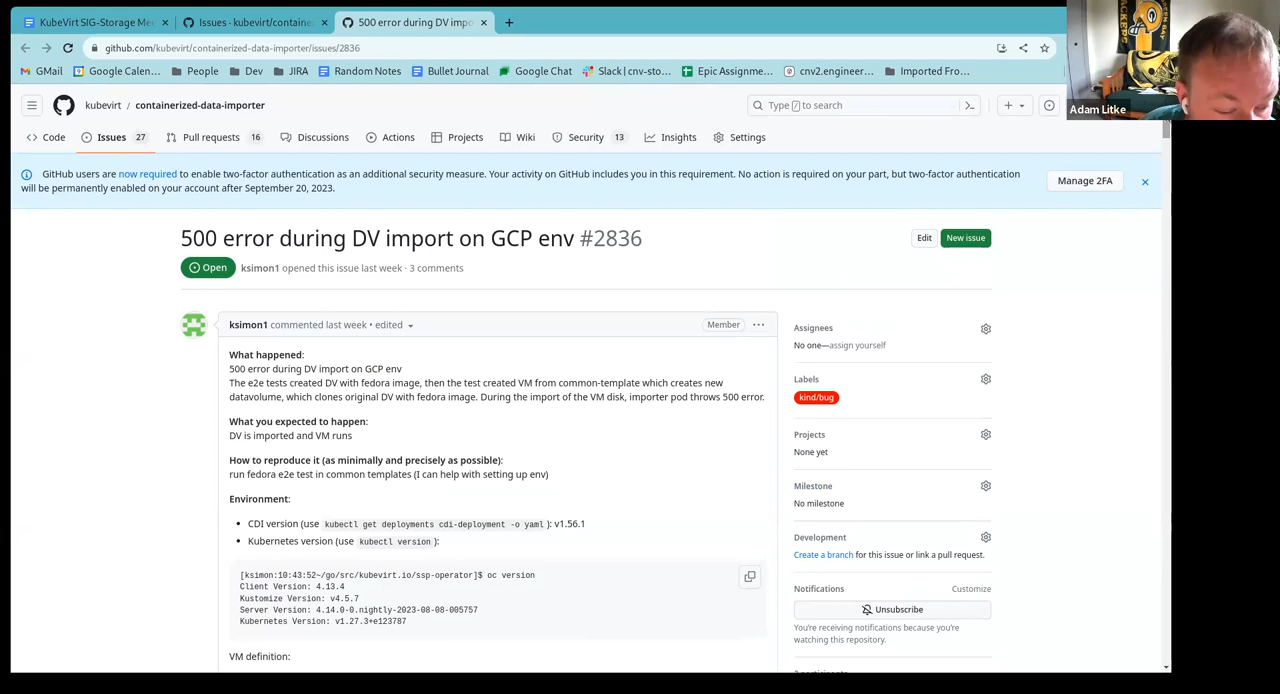 KubeVirt SIG-Storage Me
Issues · kubevirt/container
500 error during DV impo
github.com/kubevirt/containerized-data-importer/issues/2836
GMail
Google Calen...
People
Dev
JIRA
Random Notes
Bullet Journal
Google Chat
Slack | cnv-sto...
Epic Assignme...
cnv2.engineer...
Imported Fro...
Adam Litke
kubevirt / containerized-data-importer
Type / to search
Code
Issues 27
Pull requests 16
Discussions
Actions
Projects
Wiki
Security 13
Insights
Settings
GitHub users are now required to enable two-factor authentication as an additional security measure. Your activity on GitHub includes you in this requirement. No action is required on your part, but two-factor authentication
will be permanently enabled on your account after September 20, 2023.
Manage 2FA
500 error during DV import on GCP env #2836
Edit
New issue
Open
ksimon1 opened this issue last week · 3 comments
ksimon1 commented last week • edited
Member
What happened:
500 error during DV import on GCP env
The e2e tests created DV with fedora image, then the test created VM from common-template which creates new
datavolume, which clones original DV with fedora image. During the import of the VM disk, importer pod throws 500 error.
What you expected to happen:
DV is imported and VM runs
How to reproduce it (as minimally and precisely as possible):
run fedora e2e test in common templates (I can help with setting up env)
Environment:
• CDI version (use kubectl get deployments cdi-deployment -o yaml ): v1.56.1
• Kubernetes version (use kubectl version ):
[ksimon:10:43:52~/go/src/kubevirt.io/ssp-operator]$ oc version
Client Version: 4.13.4
Kustomize Version: v4.5.7
Server Version: 4.14.0-0.nightly-2023-08-08-005757
Kubernetes Version: v1.27.3+e123787
VM definition:
Assignees
No one—assign yourself
Labels
kind/bug
Projects
None yet
Milestone
No milestone
Development
Create a branch for this issue or link a pull request.
Notifications
Customize
Unsubscribe
You're receiving notifications because you're
watching this repository.